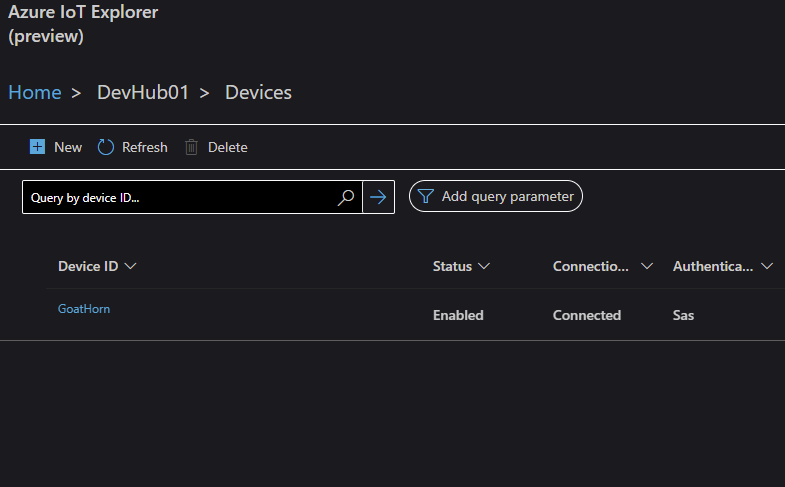 Azure IoT Explorer
(preview)
Home > DevHub01 > Devices
New Refresh Delete
Query by device ID... Add query parameter
Device ID Status Connectio... Authentica...
GoatHorn Enabled Connected Sas